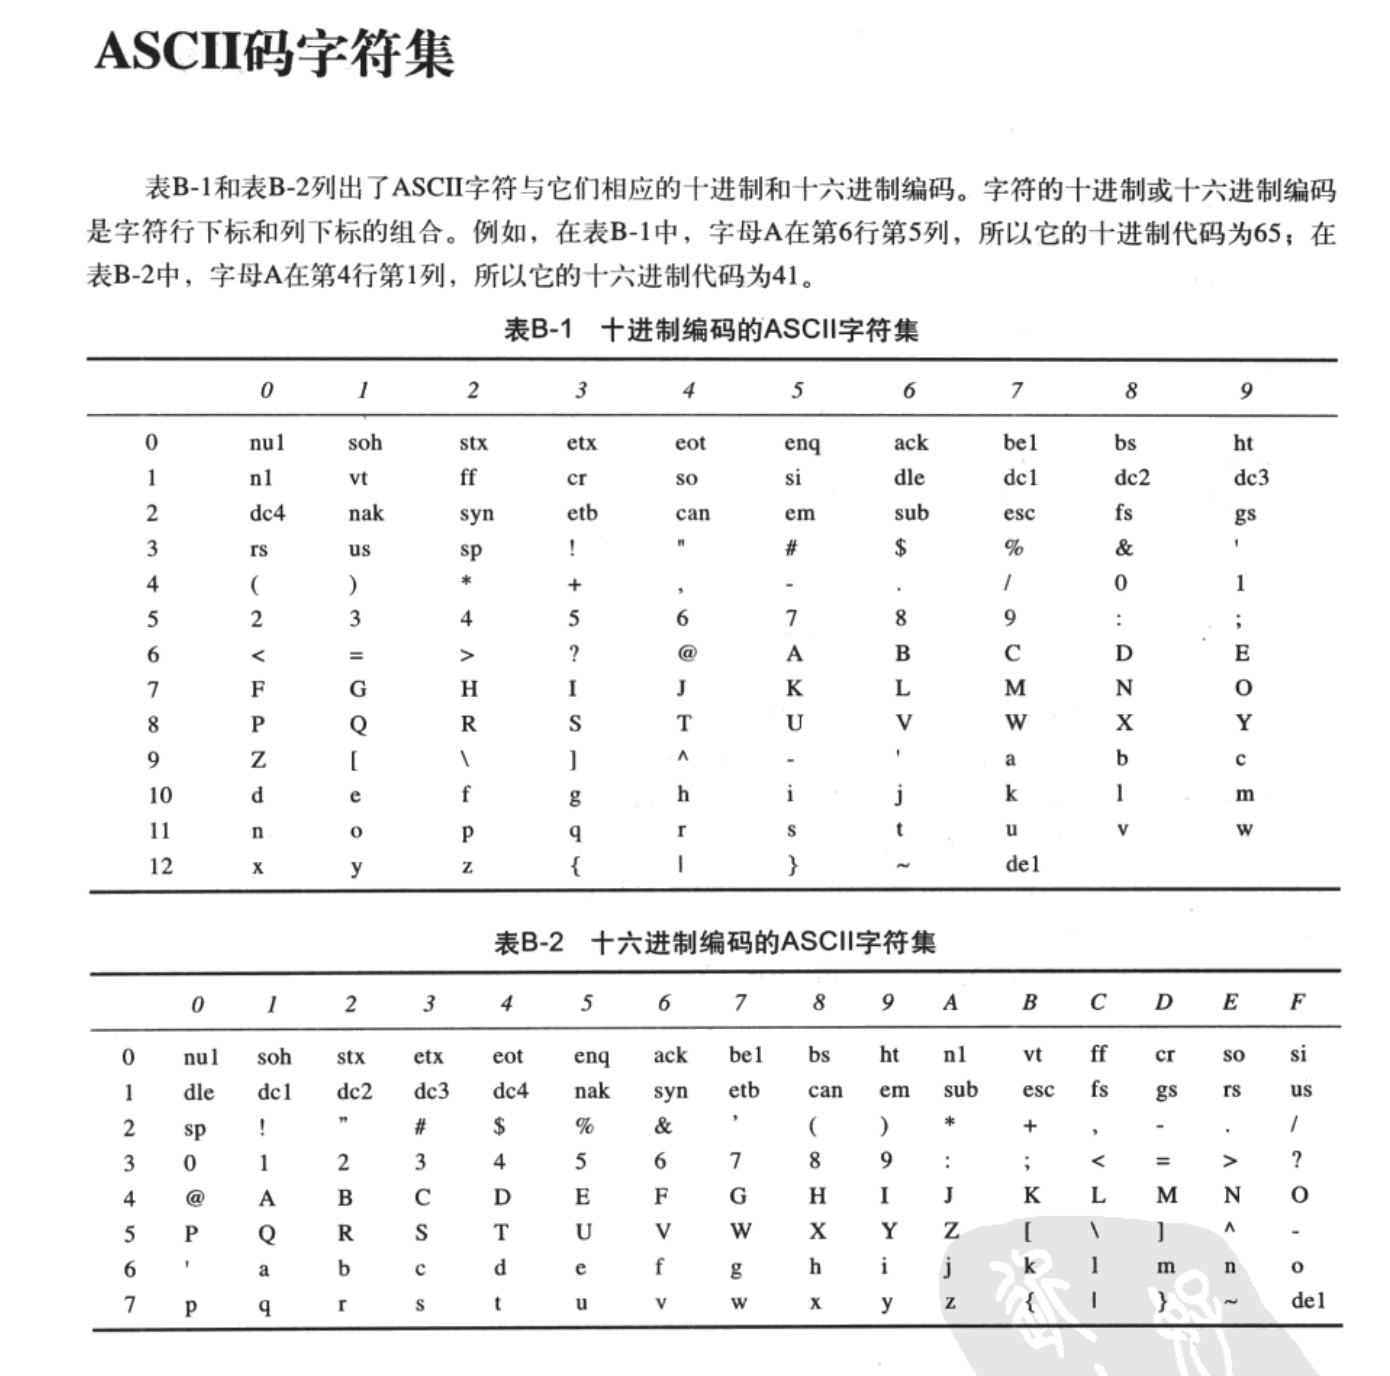 ASCII码字符集
表B-1和表B-2列出了ASCII字符与它们相应的十进制和十六进制编码。字符的十进制或十六进制编码
是字符行下标和列下标的组合。例如，在表B-1中，字母A在第6行第5列，所以它的十进制代码为65；在
表B-2中，字母A在第4行第1列，所以它的十六进制代码为41。
表B-1 十进制编码的ASCII字符集
0 1 2 3 4 5 6 7 8 9
0 nul soh stx etx eot enq ack bel bs ht
1 nl vt ff cr so si dle dc1 dc2 dc3
2 dc4 nak syn etb can em sub esc fs gs
3 rs us sp ! " # $ % & '
4 ( ) * + , - . / 0 1
5 2 3 4 5 6 7 8 9 : ;
6 < = > ? @ A B C D E
7 F G H I J K L M N O
8 P Q R S T U V W X Y
9 Z [ \ ] ^ - ' a b c
10 d e f g h i j k l m
11 n o p q r s t u v w
12 x y z { | } ~ del
表B-2 十六进制编码的ASCII字符集
0 1 2 3 4 5 6 7 8 9 A B C D E F
0 nul soh stx etx eot enq ack bel bs ht nl vt ff cr so si
1 dle dc1 dc2 dc3 dc4 nak syn etb can em sub esc fs gs rs us
2 sp ! ” # $ % & ’ ( ) * + , - . /
3 0 1 2 3 4 5 6 7 8 9 : ; < = > ?
4 @ A B C D E F G H I J K L M N O
5 P Q R S T U V W X Y Z [ \ ] ^ -
6 ' a b c d e f g h i j k l m n o
7 p q r s t u v w x y z { | } ~ del